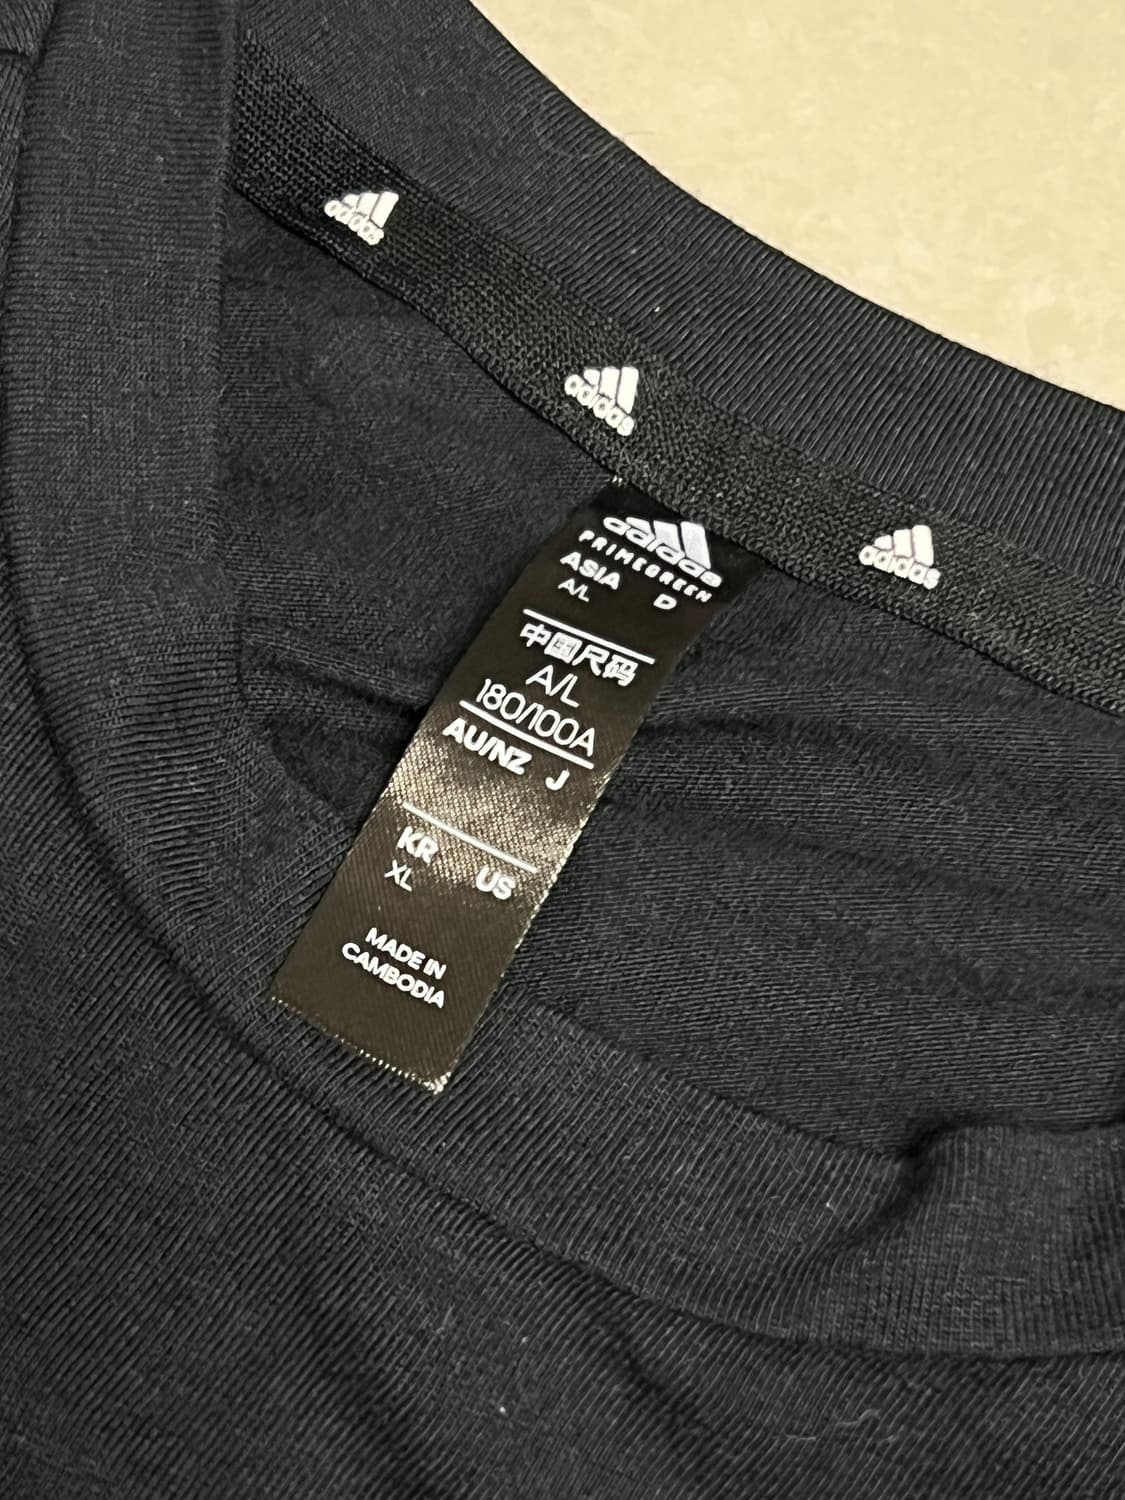 adidas
adidas
adidas
adidas
PRIMEGREEN
ASIA D
A/L
中国尺码
A/L
180/100A
AU/NZ J
KR US
XL
MADE IN
CAMBODIA